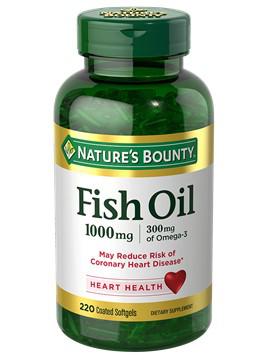 NATURE'S BOUNTY
Fish Oil
1000mg | 300mg of Omega-3
May Reduce Risk of
Coronary Heart Disease*
HEART HEALTH
220 Coated Softgels
DIETARY SUPPLEMENT